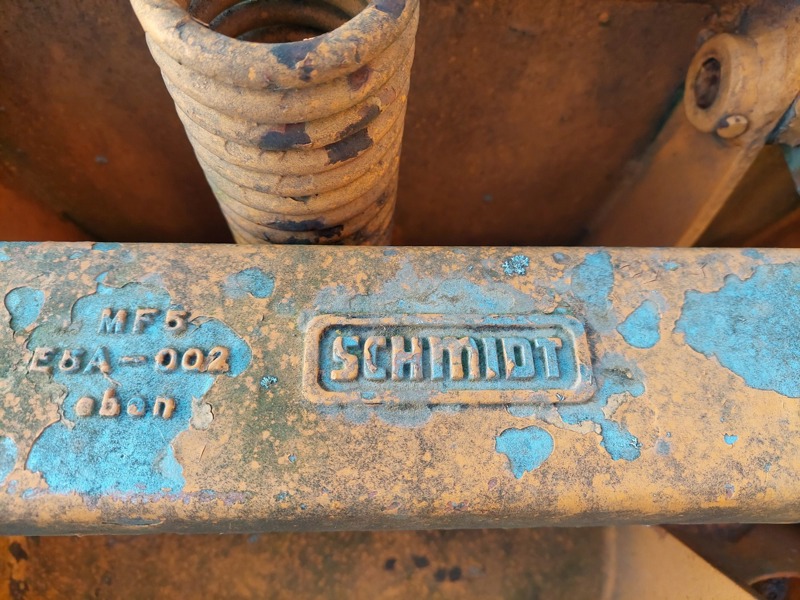 MF5
E5A-002
oben
SCHMIDT